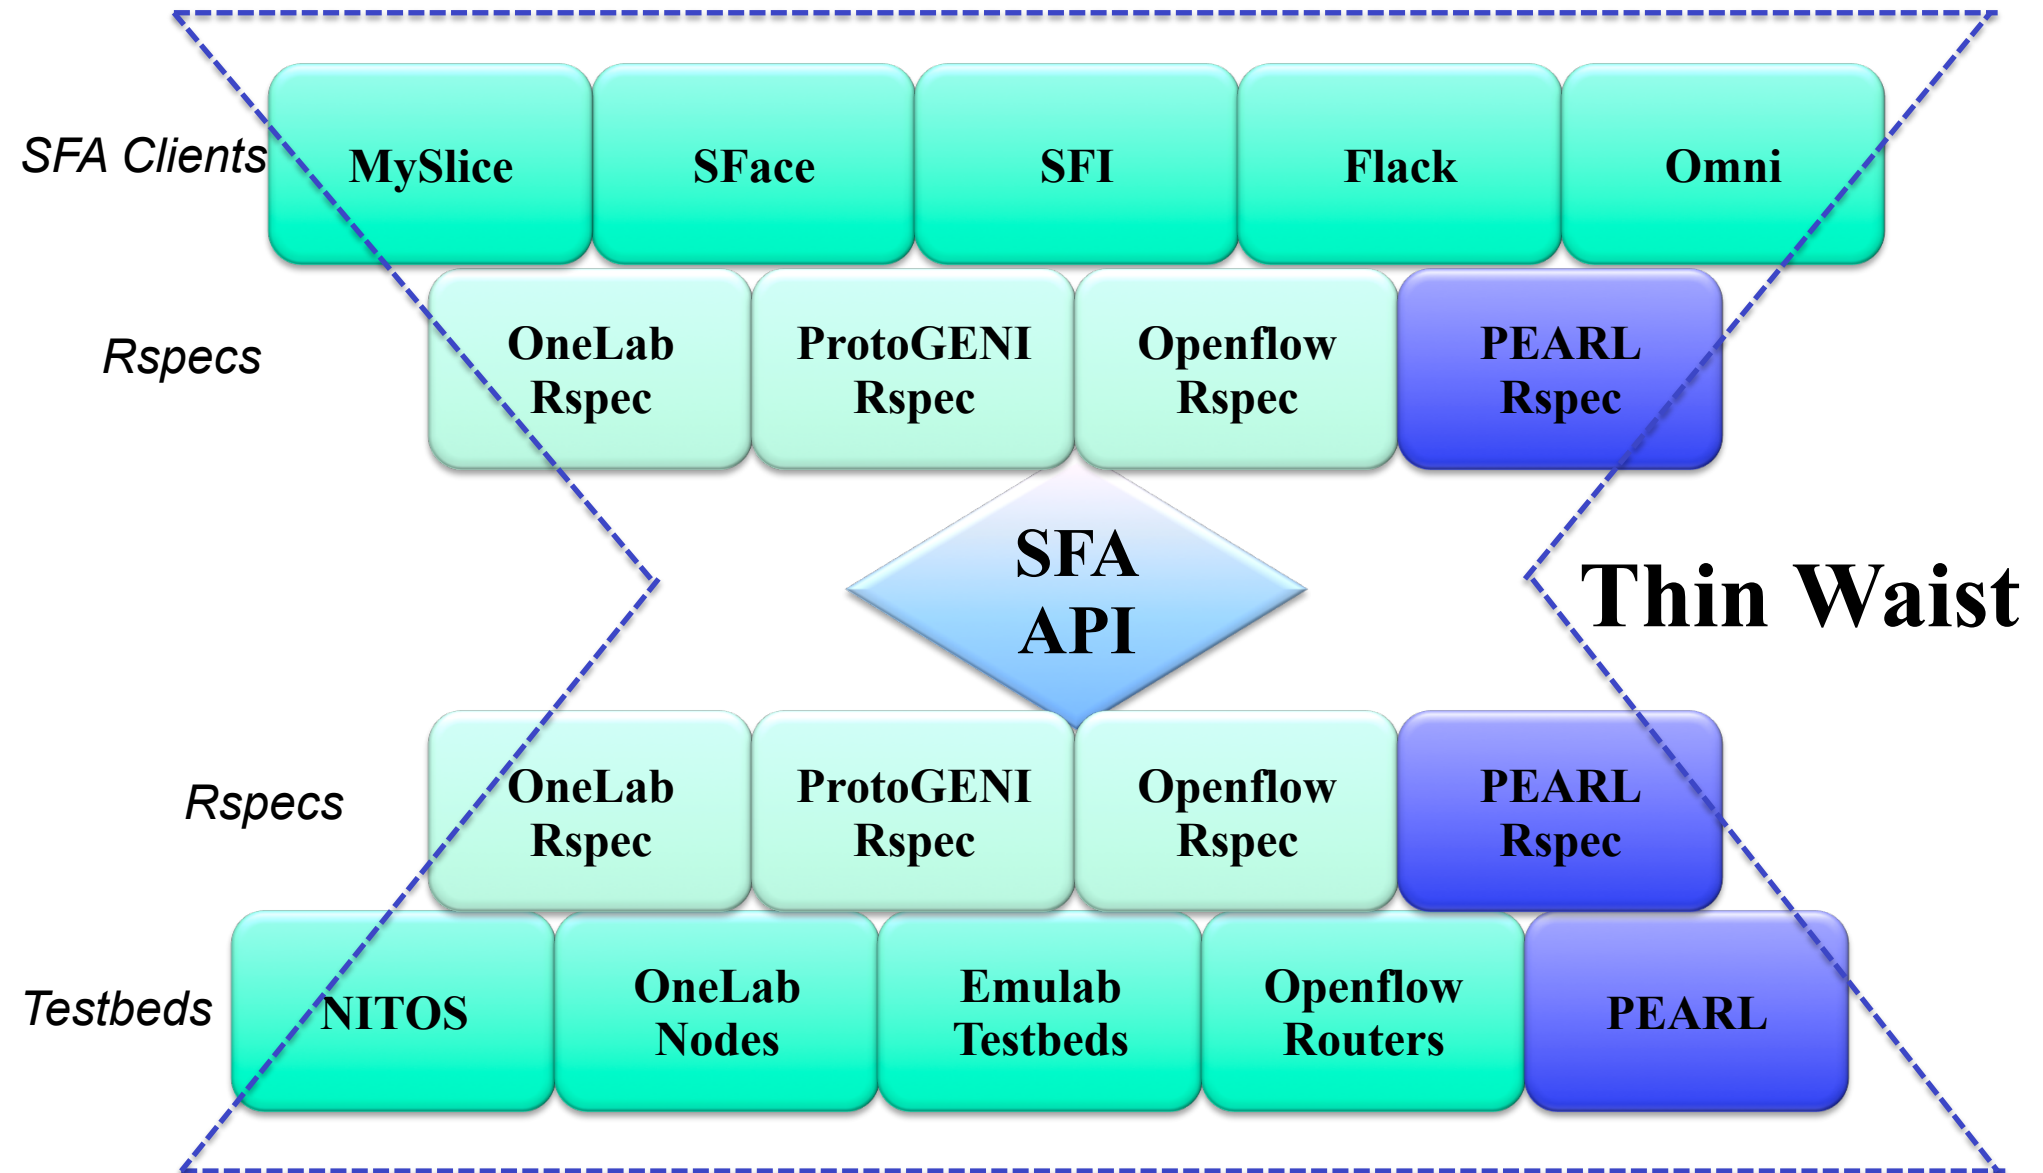 SFA Clients
MySlice
SFace
SFI
Flack
Omni
Rspecs
OneLab
Rspec
ProtoGENI
Rspec
Openflow
Rspec
PEARL
Rspec
SFA
API
Thin Waist
Rspecs
OneLab
Rspec
ProtoGENI
Rspec
Openflow
Rspec
PEARL
Rspec
Testbeds
NITOS
OneLab
Nodes
Emulab
Testbeds
Openflow
Routers
PEARL